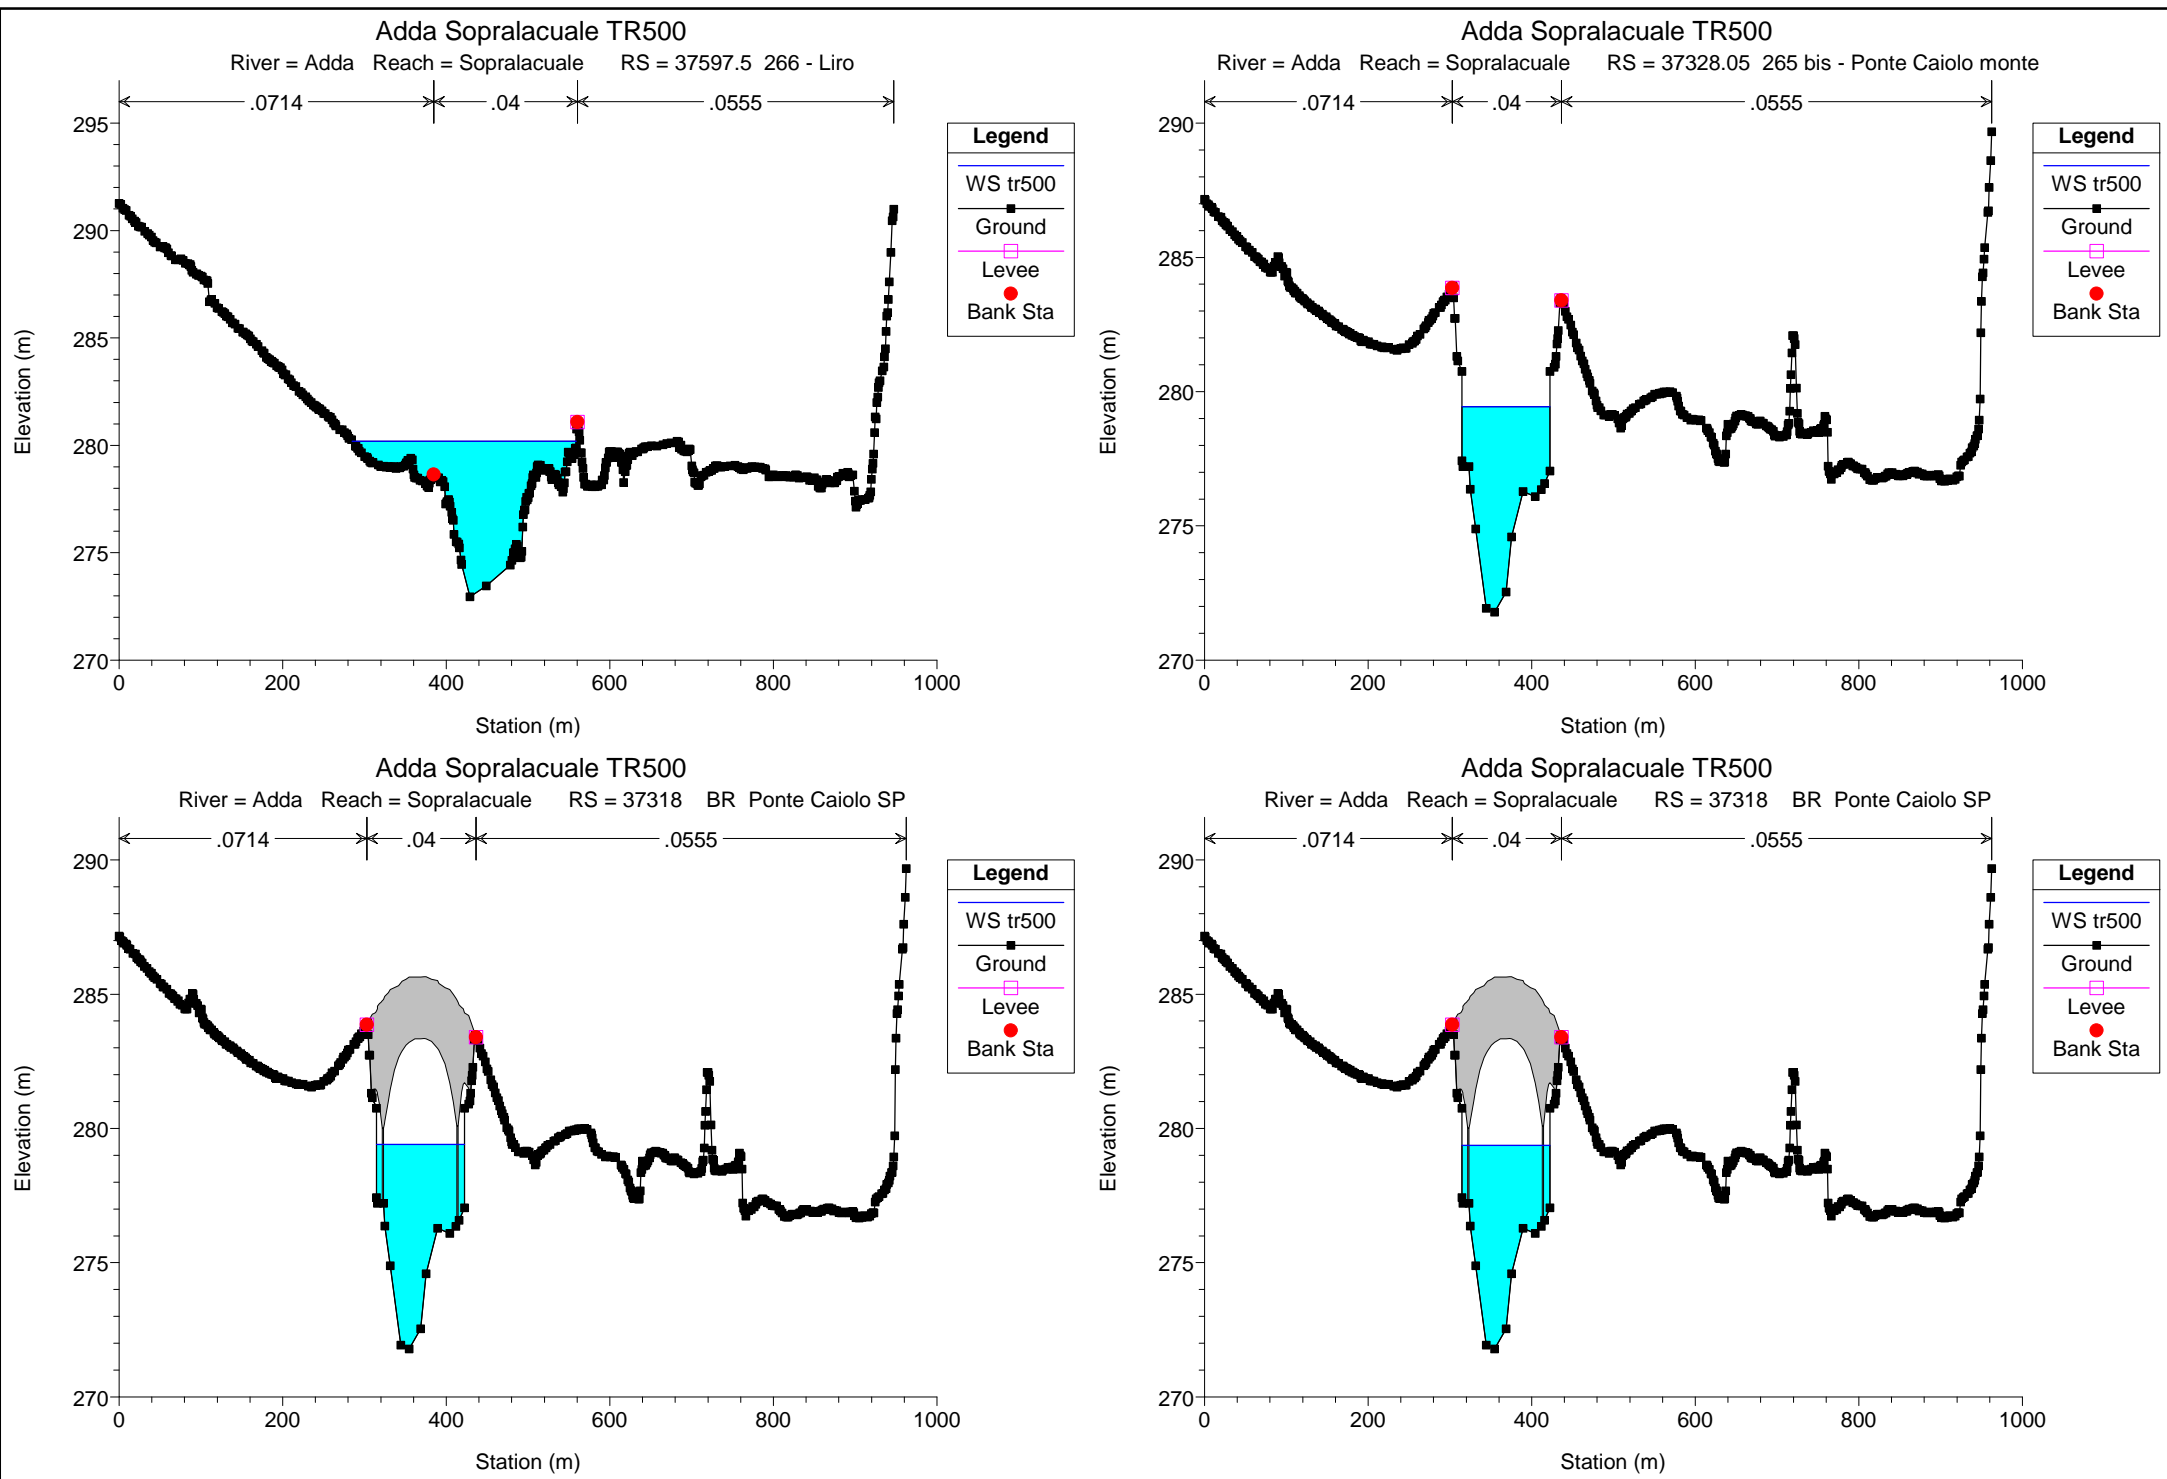 Adda Sopralacuale TR500
River = Adda   Reach = Sopralacuale      RS = 37597.5  266 - Liro
.0714
.04
.0555
295
290
285
280
275
270
Elevation (m)
0
200
400
600
800
1000
Station (m)
Legend
WS tr500
Ground
Levee
Bank Sta
Adda Sopralacuale TR500
River = Adda   Reach = Sopralacuale      RS = 37328.05  265 bis - Ponte Caiolo monte
.0714
.04
.0555
290
285
280
275
270
Elevation (m)
0
200
400
600
800
1000
Station (m)
Legend
WS tr500
Ground
Levee
Bank Sta
Adda Sopralacuale TR500
River = Adda   Reach = Sopralacuale      RS = 37318    BR  Ponte Caiolo SP
.0714
.04
.0555
290
285
280
275
270
Elevation (m)
0
200
400
600
800
1000
Station (m)
Legend
WS tr500
Ground
Levee
Bank Sta
Adda Sopralacuale TR500
River = Adda   Reach = Sopralacuale      RS = 37318    BR  Ponte Caiolo SP
.0714
.04
.0555
290
285
280
275
270
Elevation (m)
0
200
400
600
800
1000
Station (m)
Legend
WS tr500
Ground
Levee
Bank Sta